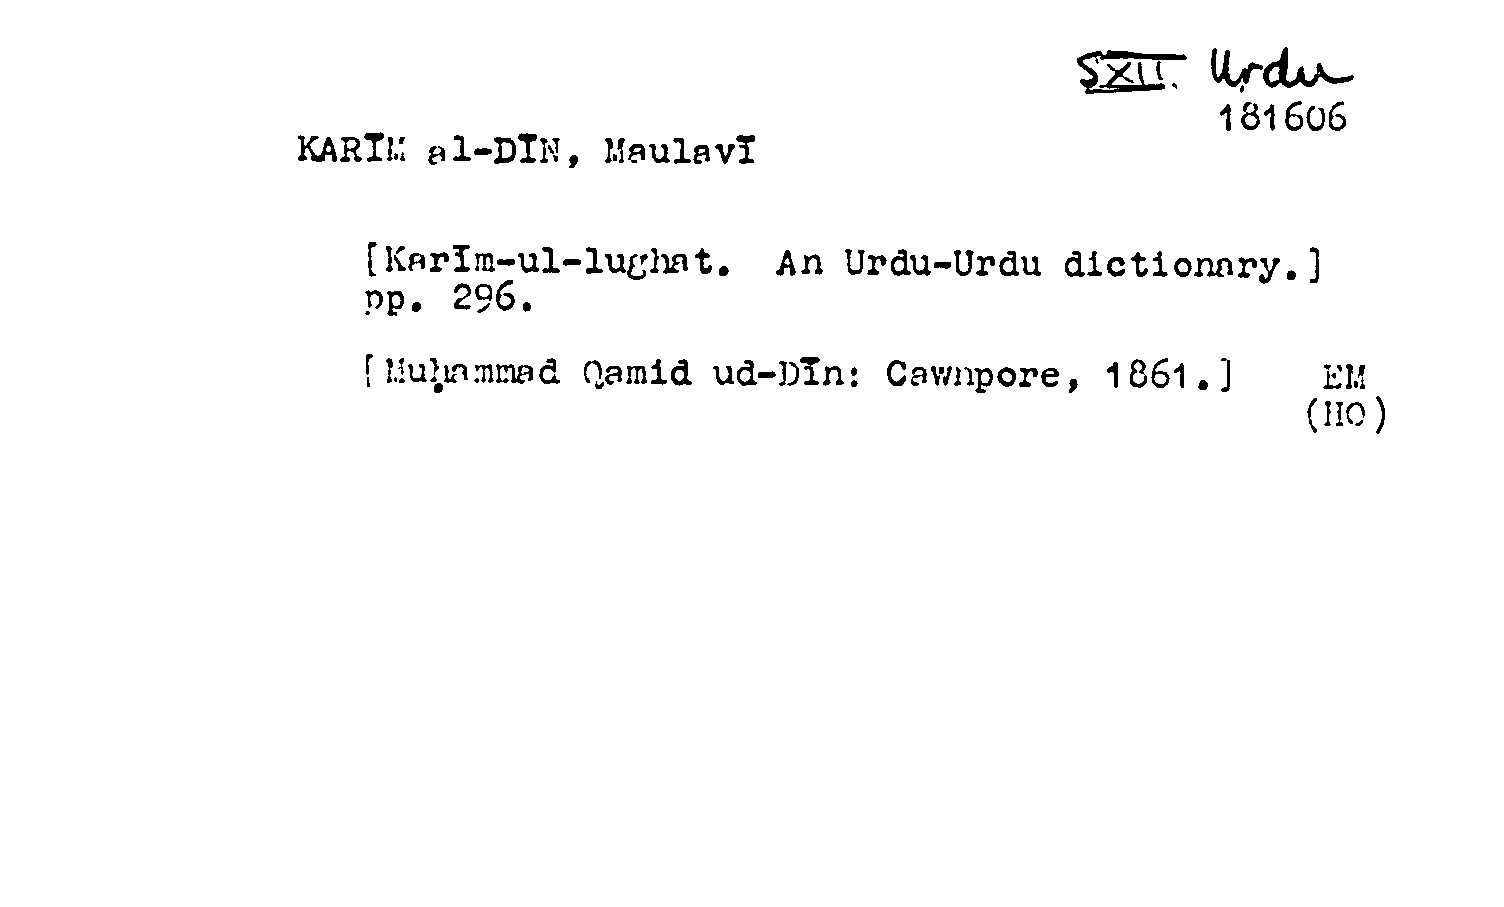 SXII. Urdu
181606
KARĪM al-DĪN, Maulavī
[Karīm-ul-lughat. An Urdu-Urdu dictionary.]
pp. 296.
[Muḥammad Qamid ud-Dīn: Cawnpore, 1861.] EM
(HO)